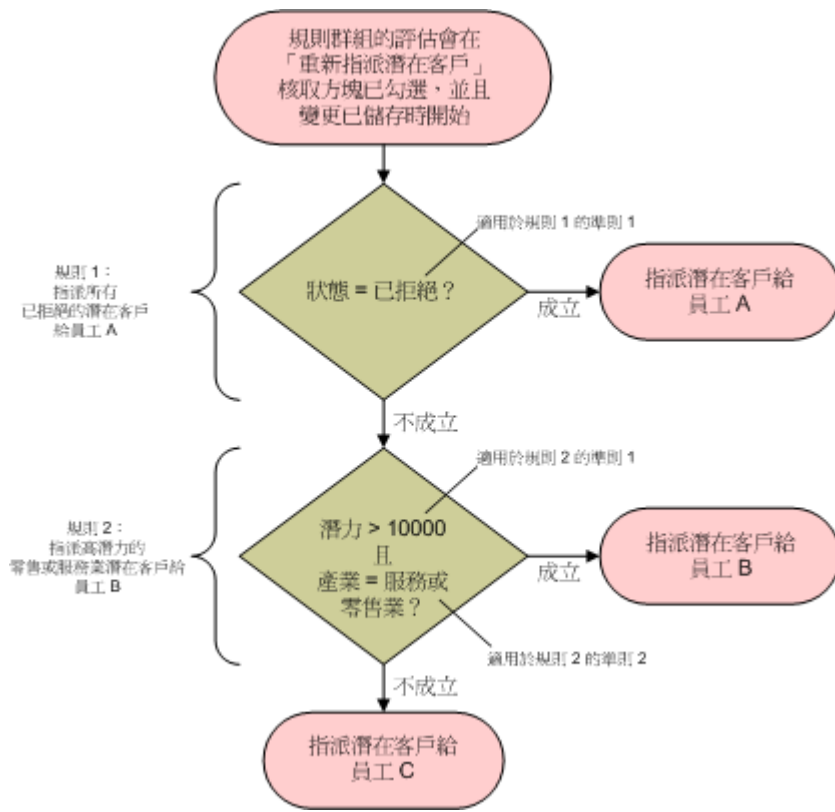 規則群組的評估會在
「重新指派潛在客戶」
核取方塊已勾選，並且
變更已儲存時開始
適用於規則 1 的準則 1
規則 1：
指派所有
已拒絕的潛在客戶
給員工 A
狀態 = 已拒絕？
成立
指派潛在客戶給
員工 A
不成立
適用於規則 2 的準則 1
規則 2：
指派高潛力的
零售或服務業潛在客戶給
員工 B
潛力 > 10000
且
產業 = 服務或
零售業？
成立
指派潛在客戶給
員工 B
適用於規則 2 的準則 2
不成立
指派潛在客戶給
員工 C